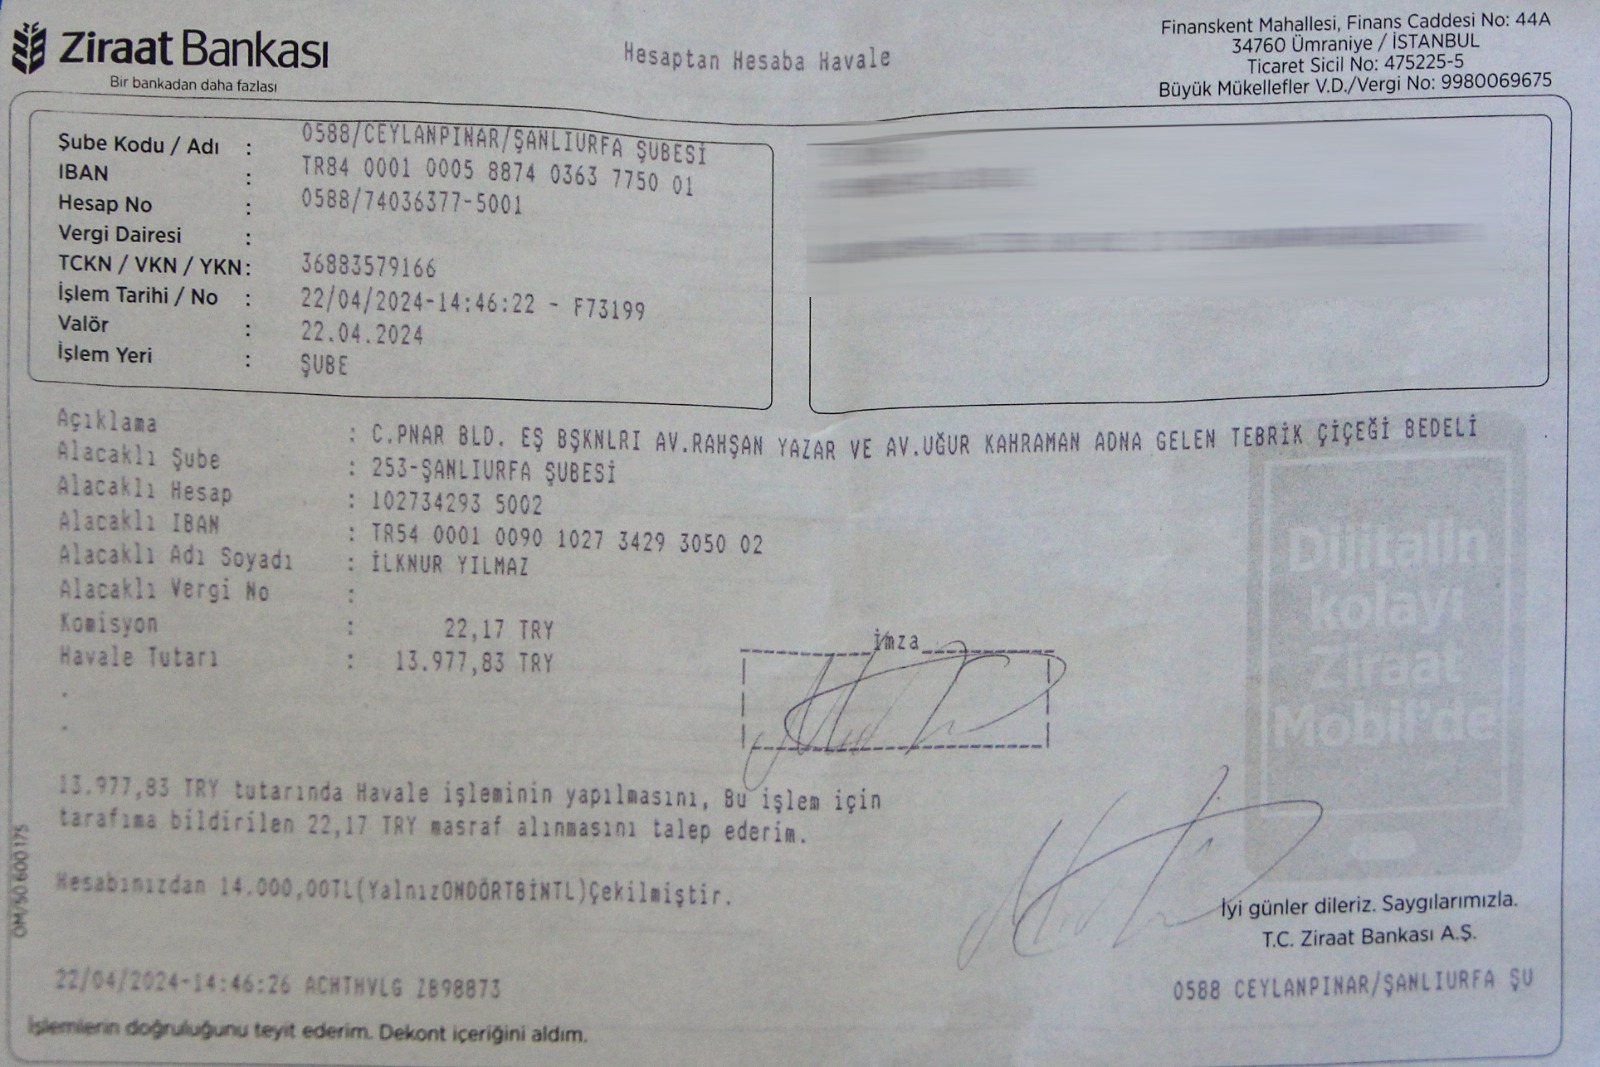 Ziraat Bankası
Bir bankadan daha fazlası
Hesaptan Hesaba Havale
Finanskent Mahallesi, Finans Caddesi No: 44A
34760 Ümraniye / İSTANBUL
Ticaret Sicil No: 475225-5
Büyük Mükellefler V.D./Vergi No: 9980069675
Şube Kodu / Adı : 0588/CEYLANPINAR/ŞANLIURFA ŞUBESİ
IBAN : TR84 0001 0005 8874 0363 7750 01
Hesap No : 0588/74036377-5001
Vergi Dairesi :
TCKN / VKN / YKN: 36883579166
İşlem Tarihi / No : 22/04/2024-14:46:22 - F73199
Valör : 22.04.2024
İşlem Yeri : ŞUBE
Açıklama : C.PNAR BLD. EŞ BŞKNLRI AV.RAHŞAN YAZAR VE AV.UĞUR KAHRAMAN ADNA GELEN TEBRİK ÇİÇEĞİ BEDELİ
Alacaklı Şube : 253-ŞANLIURFA ŞUBESİ
Alacaklı Hesap : 102734293 5002
Alacaklı IBAN : TR54 0001 0090 1027 3429 3050 02
Alacaklı Adı Soyadı : İLKNUR YILMAZ
Alacaklı Vergi No :
Komisyon : 22,17 TRY
Havale Tutarı : 13.977,83 TRY
.
.
İmza
Dijitalin
kolayı
Ziraat
Mobil'de
13.977,83 TRY tutarında Havale işleminin yapılmasını, Bu işlem için
tarafıma bildirilen 22,17 TRY masraf alınmasını talep ederim.
Hesabınızdan 14.000,00TL(YalnızONDÖRTBİNTL)Çekilmiştir.
OM/50 600 175
İyi günler dileriz. Saygılarımızla.
T.C. Ziraat Bankası A.Ş.
22/04/2024-14:46:26 ACHTHVLG ZB98873
0588 CEYLANPINAR/ŞANLIURFA ŞU
İşlemlerin doğruluğunu teyit ederim. Dekont içeriğini aldım.